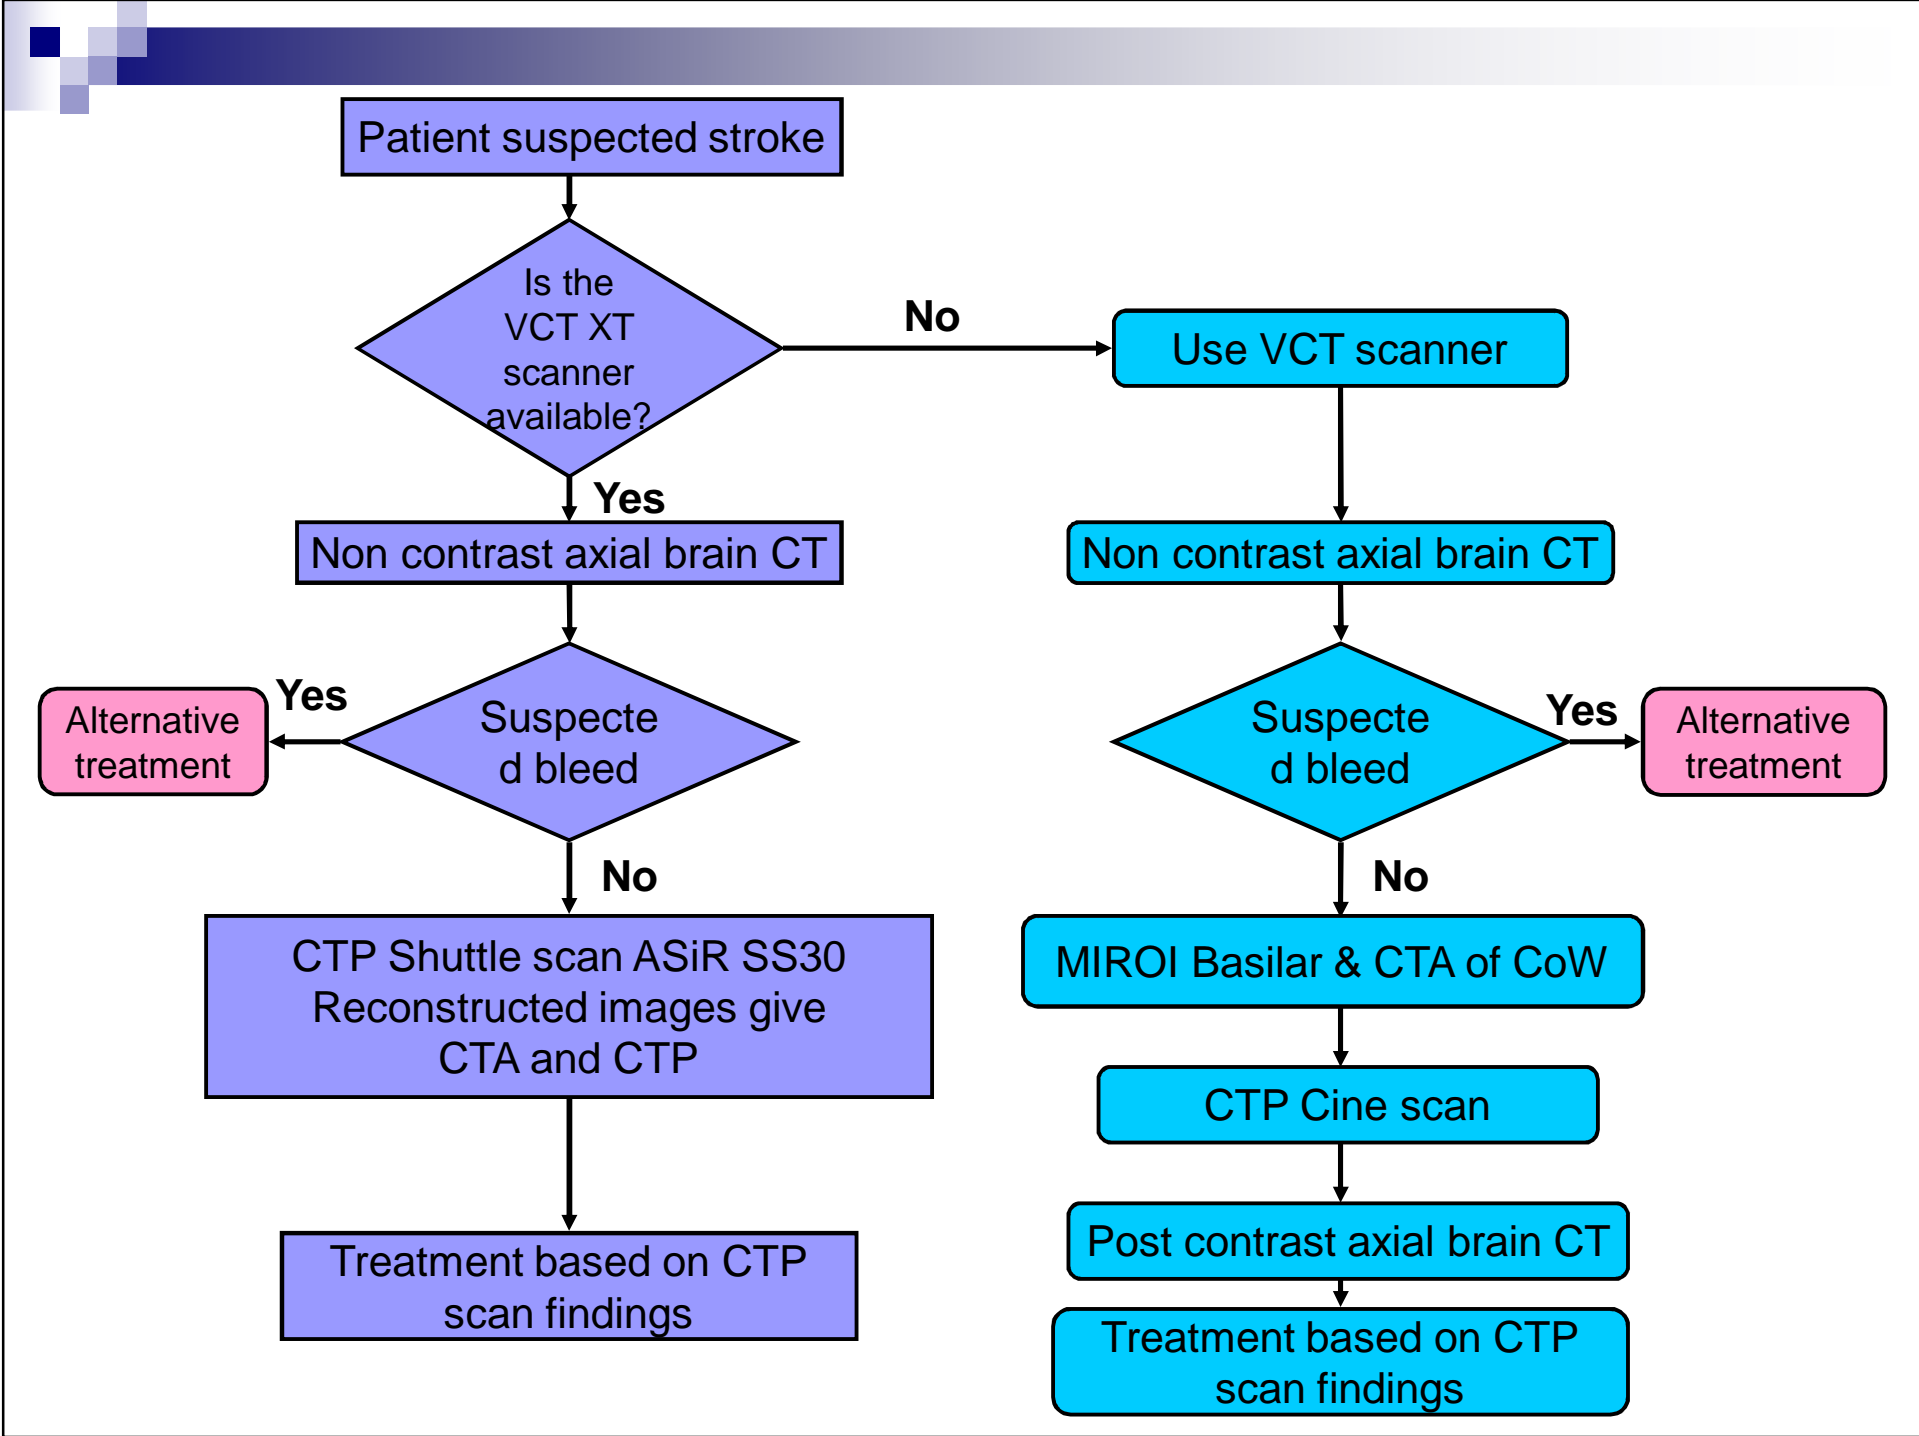 Patient suspected stroke
Is the
VCT XT
scanner
available?
No
Use VCT scanner
Yes
Non contrast axial brain CT
Non contrast axial brain CT
Yes
Alternative
treatment
Suspecte
d bleed
Suspecte
d bleed
Yes
Alternative
treatment
No
No
CTP Shuttle scan ASiR SS30
Reconstructed images give
CTA and CTP
MIROI Basilar & CTA of CoW
CTP Cine scan
Post contrast axial brain CT
Treatment based on CTP
scan findings
Treatment based on CTP
scan findings